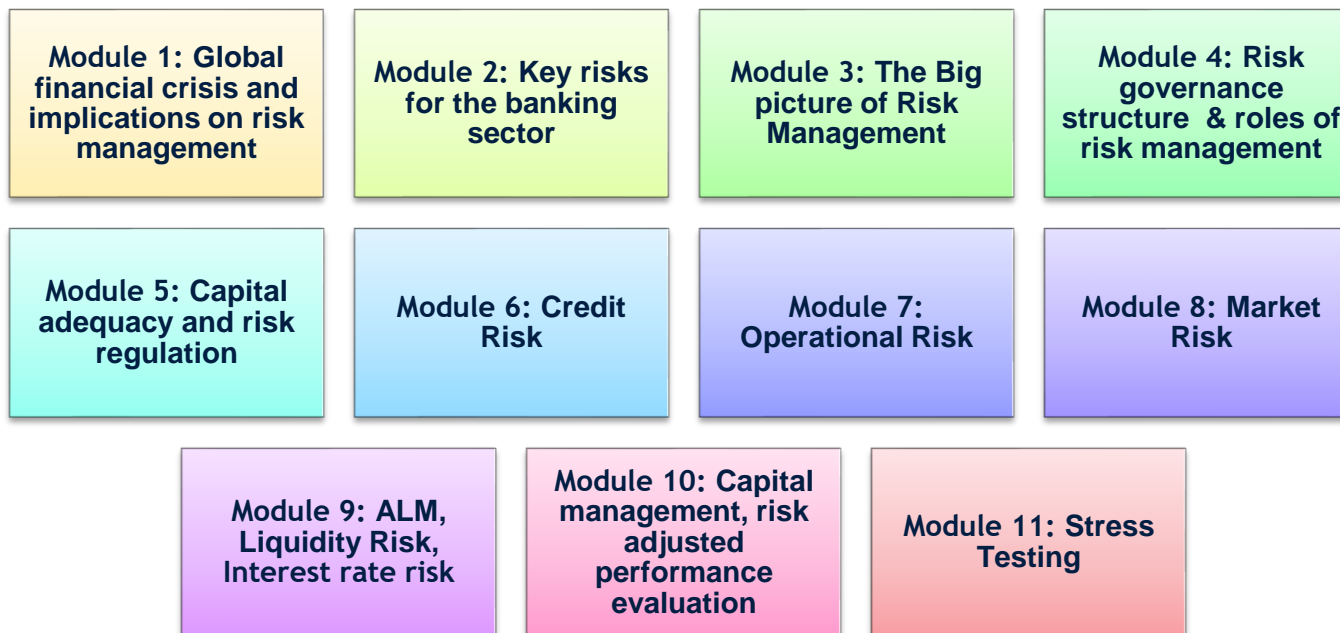 Module 1: Global
financial crisis and
implications on risk
management
Module 2: Key risks
for the banking
sector
Module 3: The Big
picture of Risk
Management
Module 4: Risk
governance
structure & roles of
risk management
Module 5: Capital
adequacy and risk
regulation
Module 6: Credit
Risk
Module 7:
Operational Risk
Module 8: Market
Risk
Module 9: ALM,
Liquidity Risk,
Interest rate risk
Module 10: Capital
management, risk
adjusted
performance
evaluation
Module 11: Stress
Testing